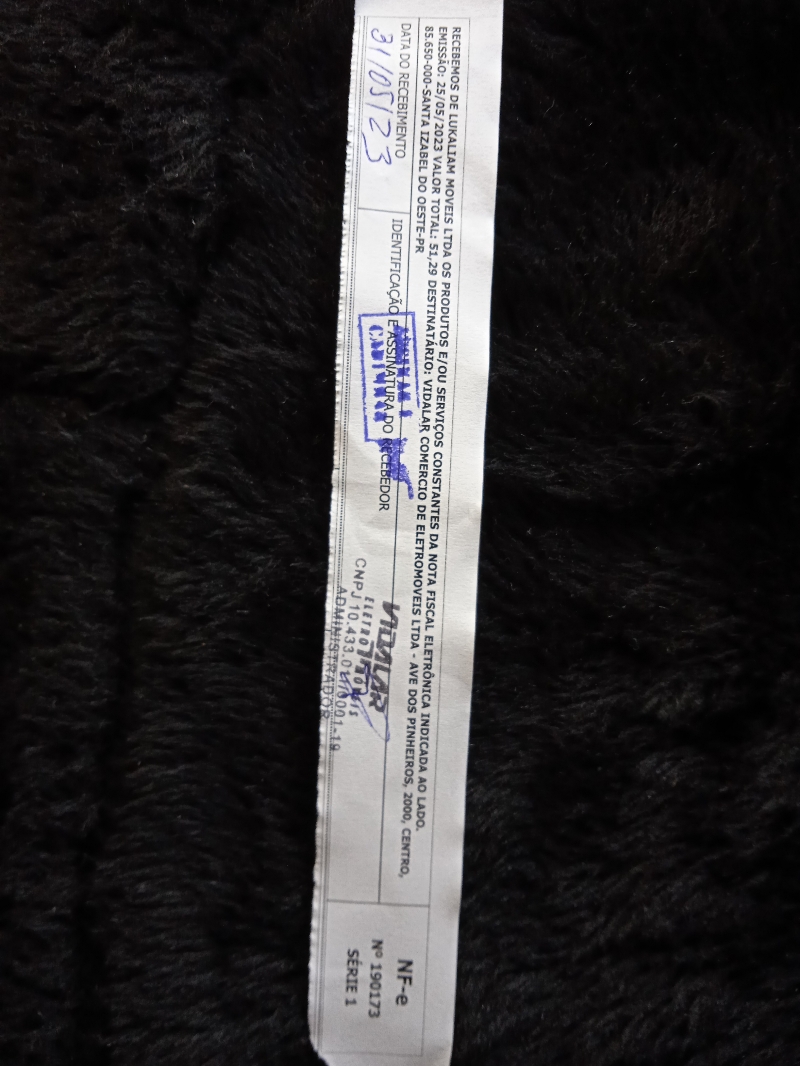 RECEBEMOS DE LUKALIAM MOVEIS LTDA OS PRODUTOS E/OU SERVIÇOS CONSTANTES DA NOTA FISCAL ELETRÔNICA INDICADA AO LADO.
EMISSÃO: 25/05/2023 VALOR TOTAL: 51,29 DESTINATÁRIO: VIDALAR COMERCIO DE ELETROMOVEIS LTDA - AVE DOS PINHEIROS, 2000, CENTRO,
85.650-000-SANTA IZABEL DO OESTE-PR
DATA DO RECEBIMENTO
31/05/23
IDENTIFICAÇÃO E ASSINATURA DO RECEBEDOR
VIDALAR
CNPJ 10.433.0
0001-19
ADMINISTRADOR
NF-e
Nº 190173
SÉRIE 1